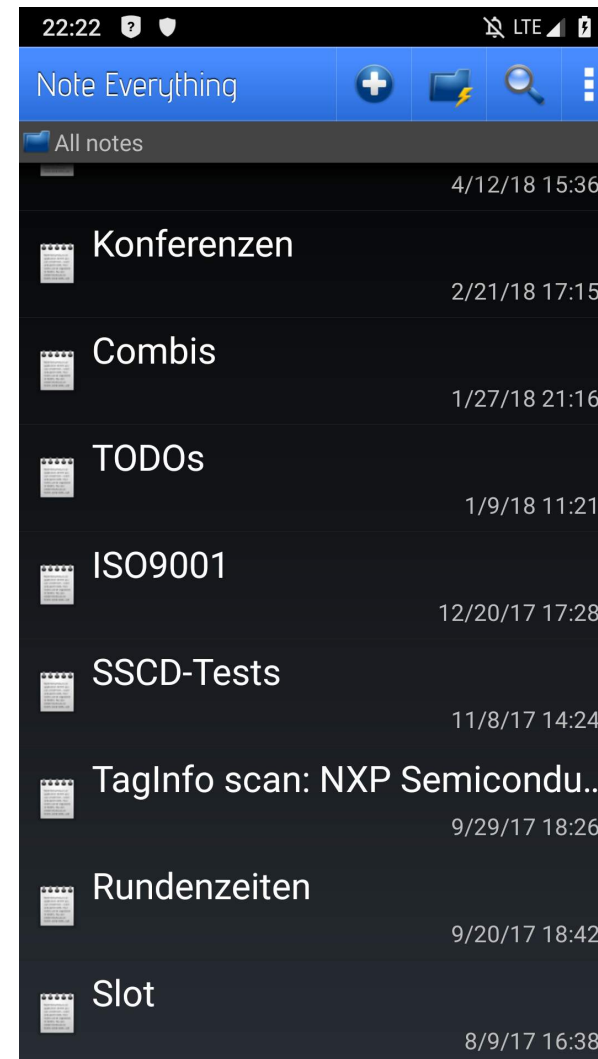 22:22 LTE
Note Everything
All notes
4/12/18 15:36
Konferenzen
2/21/18 17:15
Combis
1/27/18 21:16
TODOs
1/9/18 11:21
ISO9001
12/20/17 17:28
SSCD-Tests
11/8/17 14:24
TagInfo scan: NXP Semicondu..
9/29/17 18:26
Rundenzeiten
9/20/17 18:42
Slot
8/9/17 16:38